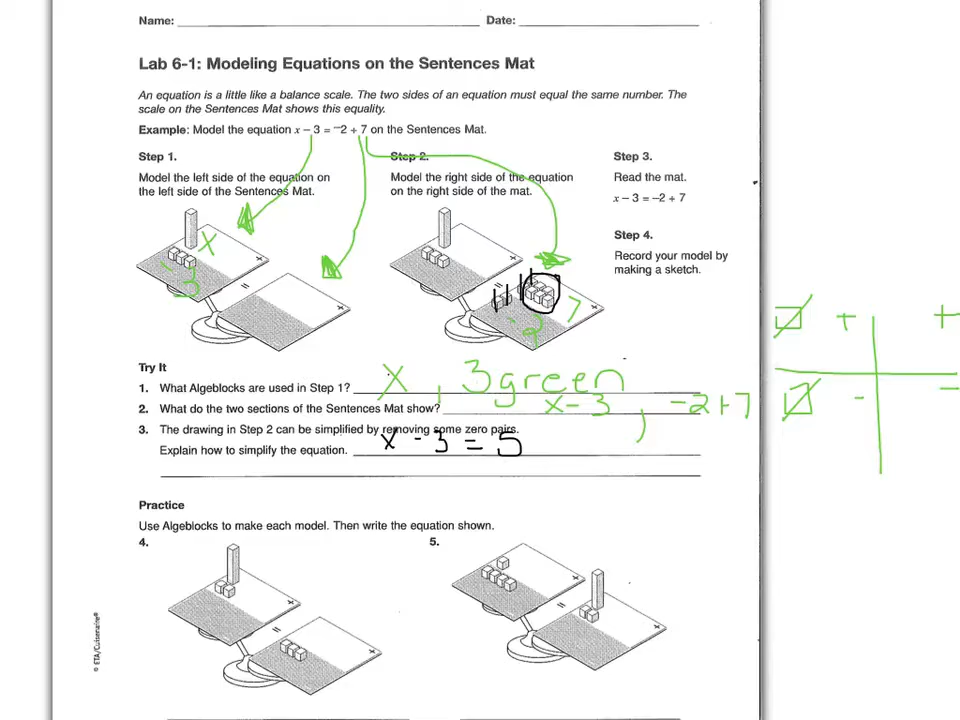 Name: Date:
Lab 6-1: Modeling Equations on the Sentences Mat
An equation is a little like a balance scale. The two sides of an equation must equal the same number. The
scale on the Sentences Mat shows this equality.
Example: Model the equation x – 3 = ⁻2 + 7 on the Sentences Mat.
Step 1.
Model the left side of the equation on
the left side of the Sentences Mat.
Step 2.
Model the right side of the equation
on the right side of the mat.
Step 3.
Read the mat.
x – 3 = –2 + 7
Step 4.
Record your model by
making a sketch.
x
-3
=
+
+
=
+
+
-2
7
+ +
- -
Try It
1. What Algeblocks are used in Step 1? x , 3 green
2. What do the two sections of the Sentences Mat show? x-3 , -2+7
3. The drawing in Step 2 can be simplified by removing some zero pairs.
Explain how to simplify the equation. x - 3 = 5
Practice
Use Algeblocks to make each model. Then write the equation shown.
4.
+
=
+
5.
+
=
+
© ETA/Cuisenaire®